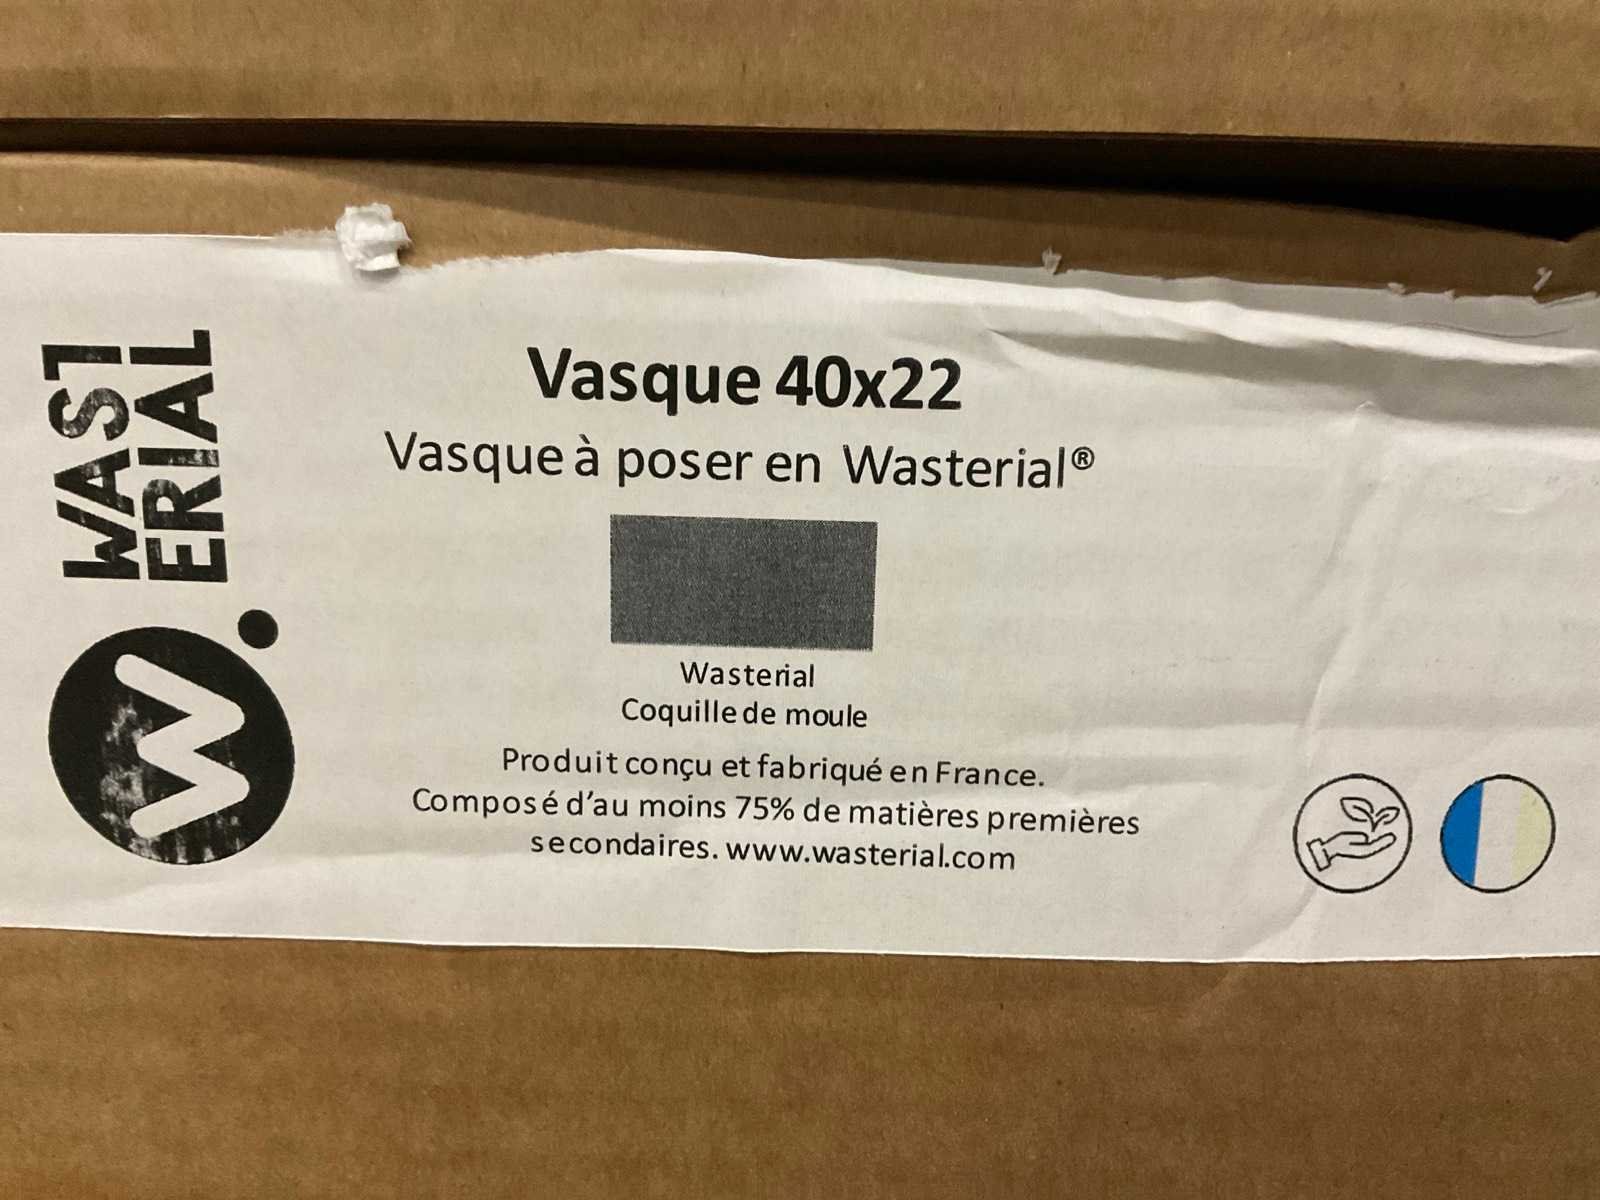 WAST
ERIAL
W.
Vasque 40x22
Vasque à poser en Wasterial®
Wasterial
Coquille de moule
Produit conçu et fabriqué en France.
Composé d'au moins 75% de matières premières
secondaires. www.wasterial.com